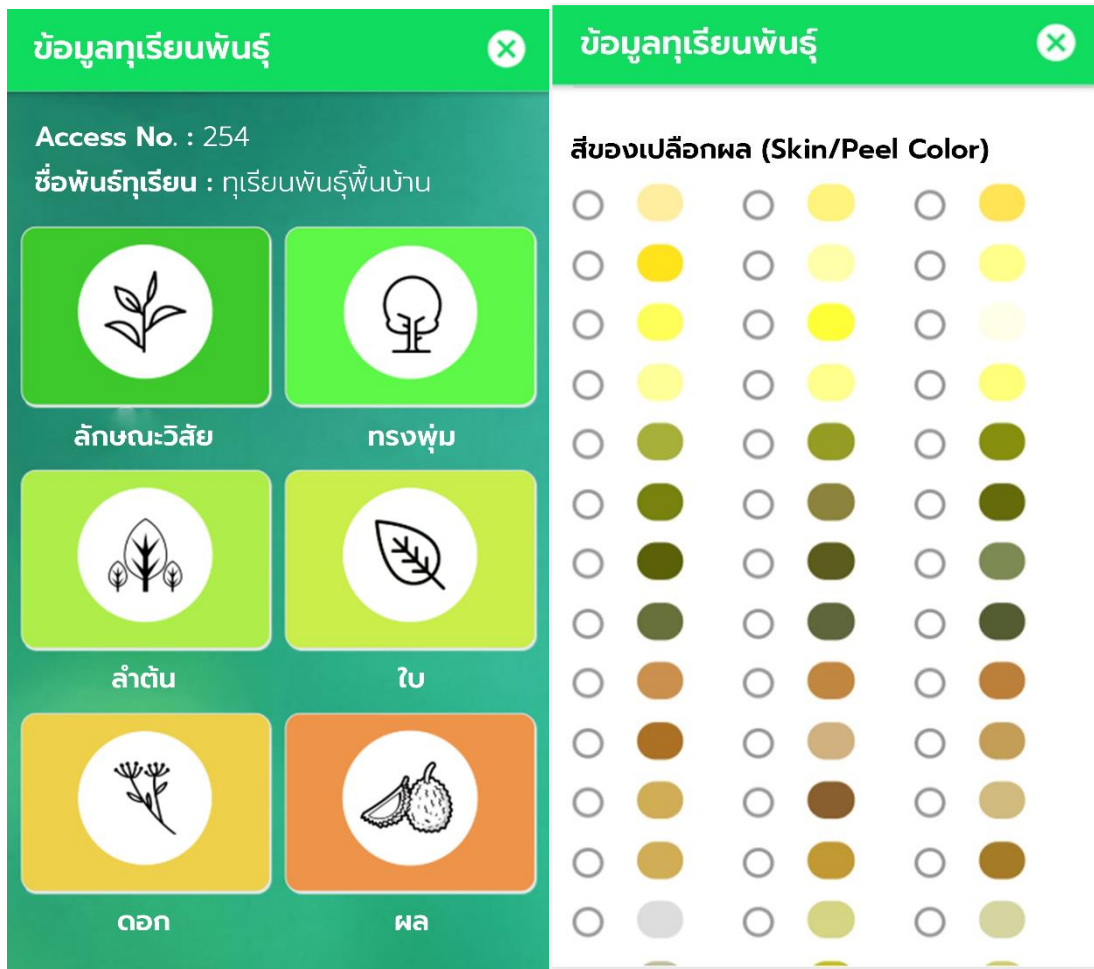 ข้อมูลทุเรียนพันธุ์
Access No. : 254
ชื่อพันธ์ทุเรียน : ทุเรียนพันธุ์พื้นบ้าน
ลักษณะวิสัย
ทรงพุ่ม
ลำต้น
ใบ
ดอก
ผล
ข้อมูลทุเรียนพันธุ์
สีของเปลือกผล (Skin/Peel Color)